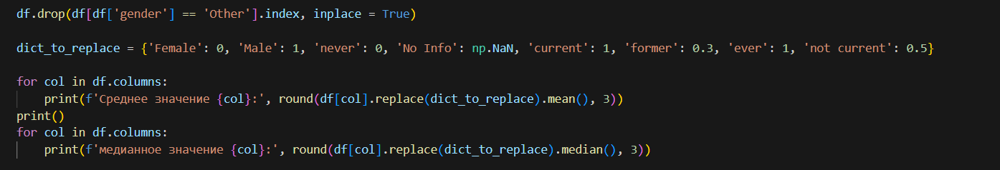 df.drop(df[df['gender'] == 'Other'].index, inplace = True)
dict_to_replace = {'Female': 0, 'Male': 1, 'never': 0, 'No Info': np.NaN, 'current': 1, 'former': 0.3, 'ever': 1, 'not current': 0.5}
for col in df.columns:
    print(f'Среднее значение {col}:', round(df[col].replace(dict_to_replace).mean(), 3))
print()
for col in df.columns:
    print(f'медианное значение {col}:', round(df[col].replace(dict_to_replace).median(), 3))